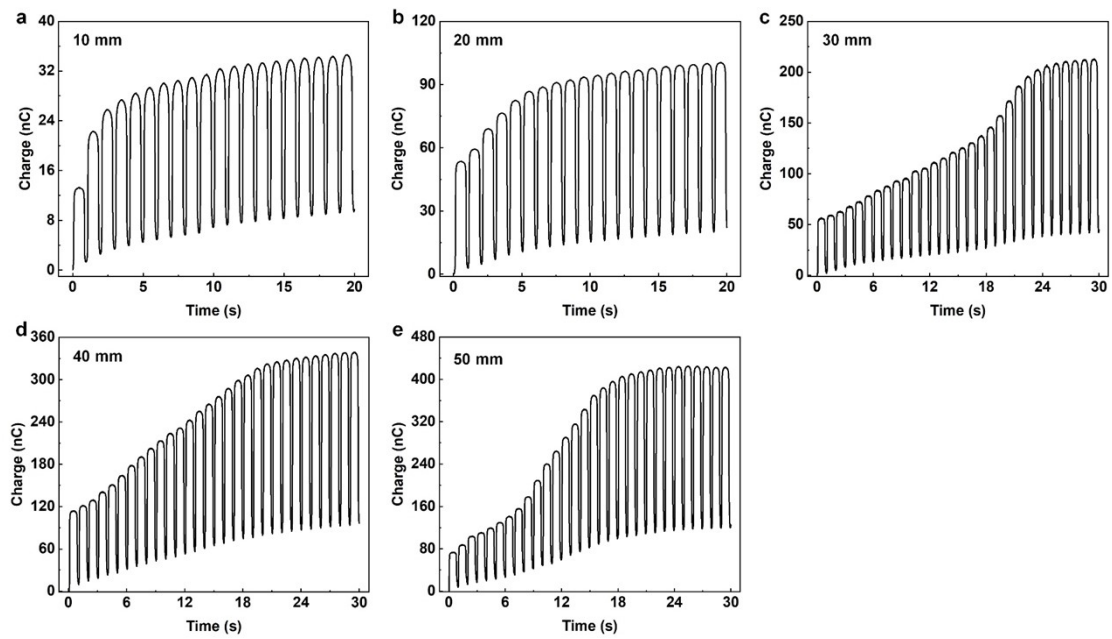 a
10 mm
Charge (nC)
40
32
24
16
8
0
0 5 10 15 20
Time (s)
b
20 mm
Charge (nC)
120
90
60
30
0
0 5 10 15 20
Time (s)
c
30 mm
Charge (nC)
250
200
150
100
50
0
0 6 12 18 24 30
Time (s)
d
40 mm
Charge (nC)
360
300
240
180
120
60
0
0 6 12 18 24 30
Time (s)
e
50 mm
Charge (nC)
480
400
320
240
160
80
0
0 6 12 18 24 30
Time (s)